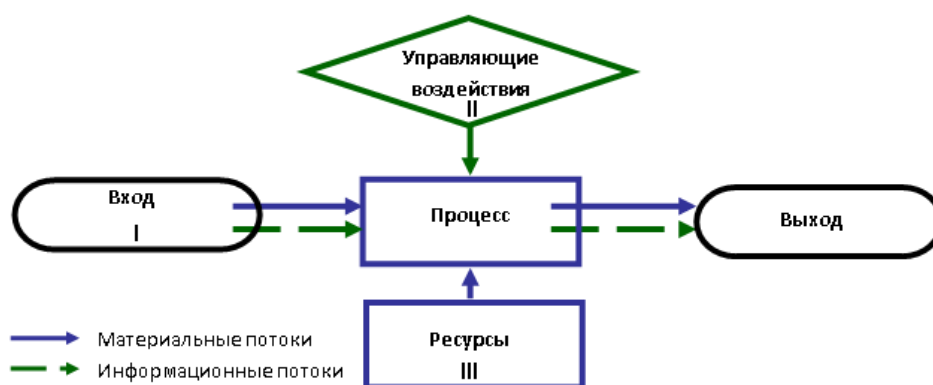 Управляющие
воздействия
II
Вход
I
Процесс
Выход
Ресурсы
III
Материальные потоки
Информационные потоки